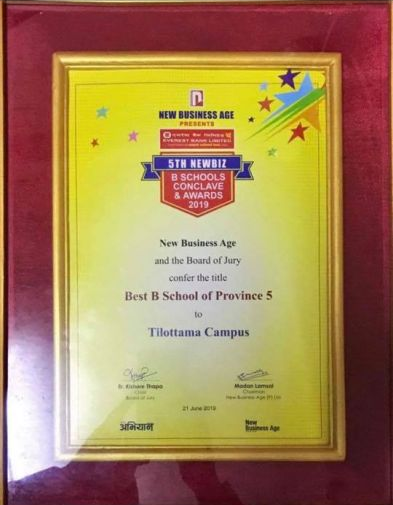 NEW BUSINESS AGE
PRESENTS
EVEREST BANK LIMITED
5TH NEWBIZ
B SCHOOLS
CONCLAVE
& AWARDS
2019
New Business Age
and the Board of Jury
confer the title
Best B School of Province 5
to
Tilottama Campus
Dr. Kishore Thapa
Chair
Board of Jury
Madan Lamsal
Chairman
New Business Age (P) Ltd
21 June 2019
अभियान
New
Business Age